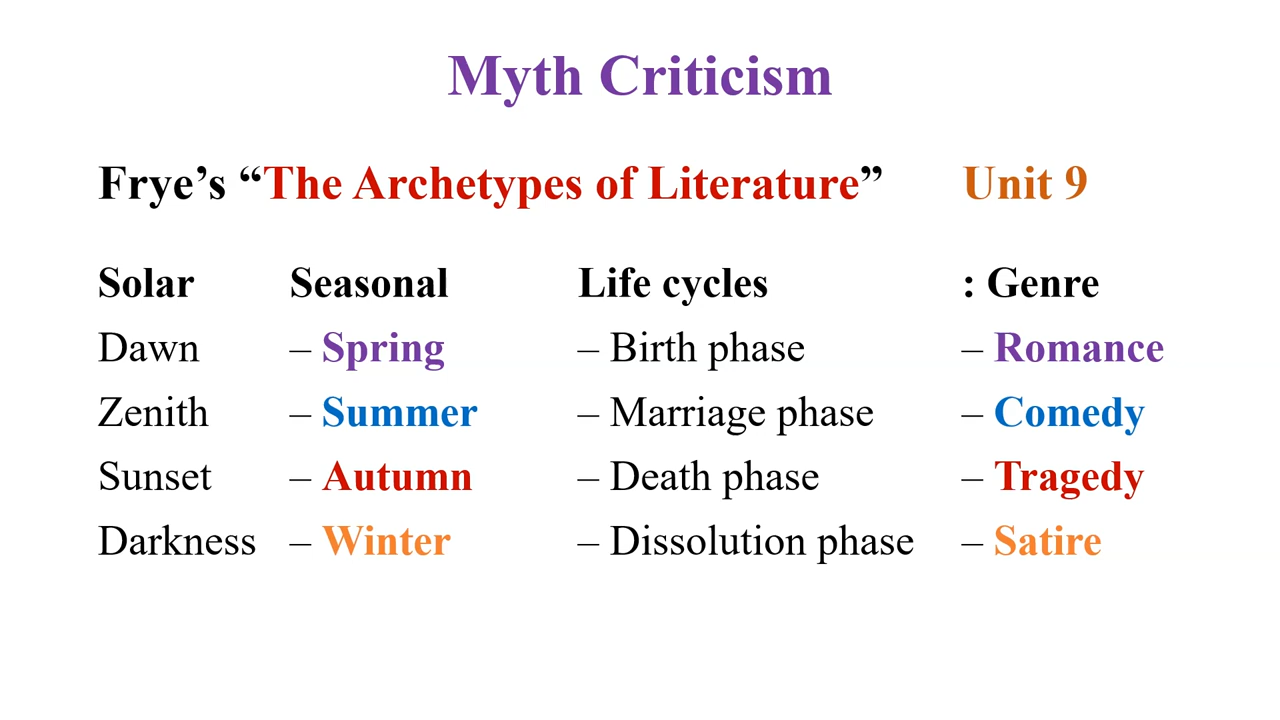 Myth Criticism
Frye’s “The Archetypes of Literature” Unit 9
Solar Seasonal Life cycles : Genre
Dawn – Spring – Birth phase – Romance
Zenith – Summer – Marriage phase – Comedy
Sunset – Autumn – Death phase – Tragedy
Darkness – Winter – Dissolution phase – Satire